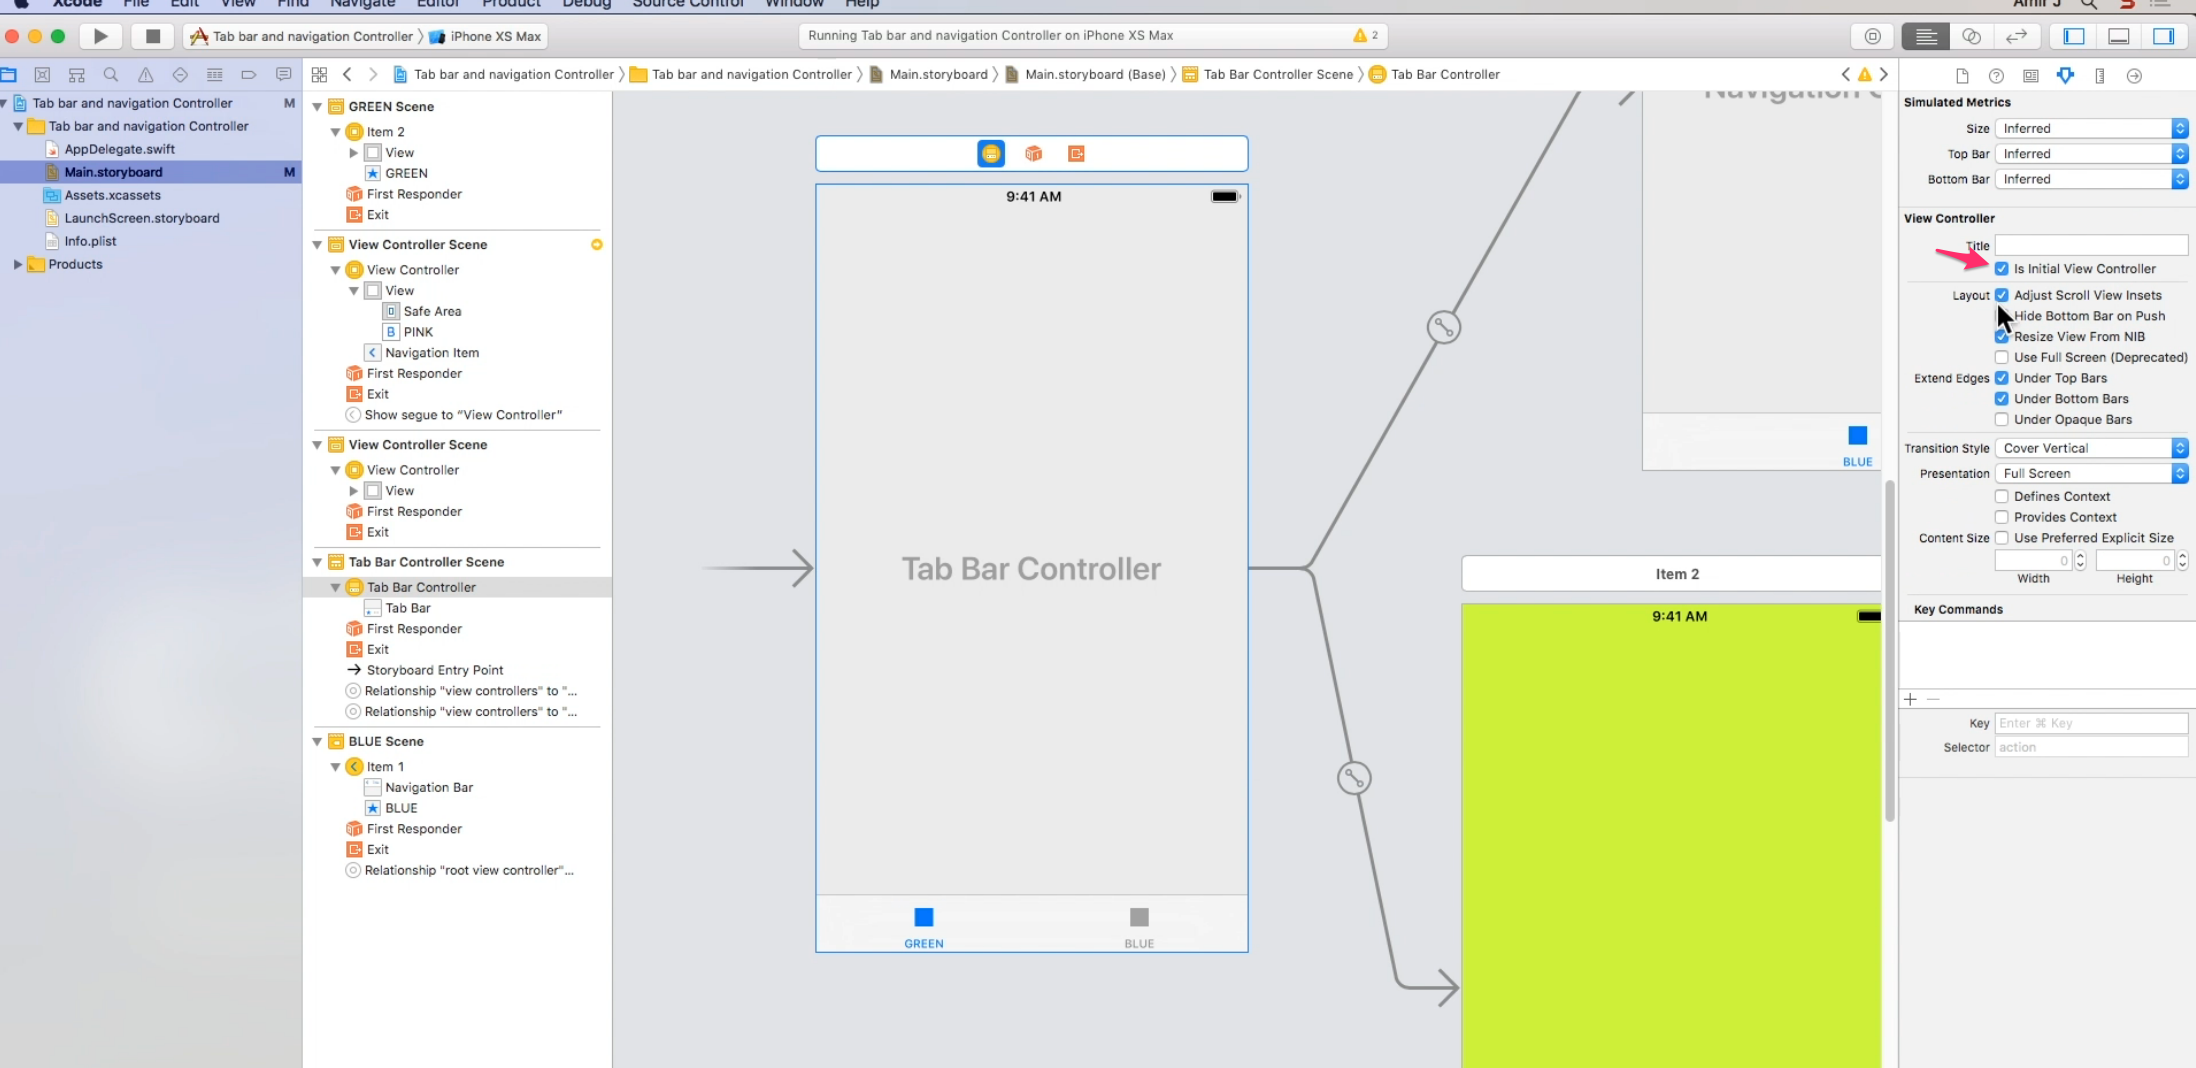 Xcode File Edit View Find Navigate Editor Product Debug Source Control Window Help Amir J
Tab bar and navigation Controller iPhone XS Max
Running Tab bar and navigation Controller on iPhone XS Max 2
Tab bar and navigation Controller Tab bar and navigation Controller Main.storyboard Main.storyboard (Base) Tab Bar Controller Scene Tab Bar Controller
Tab bar and navigation Controller M
Tab bar and navigation Controller
AppDelegate.swift
Main.storyboard M
Assets.xcassets
LaunchScreen.storyboard
Info.plist
Products
GREEN Scene
Item 2
View
GREEN
First Responder
Exit
View Controller Scene
View Controller
View
Safe Area
B PINK
Navigation Item
First Responder
Exit
Show segue to “View Controller”
View Controller Scene
View Controller
View
First Responder
Exit
Tab Bar Controller Scene
Tab Bar Controller
Tab Bar
First Responder
Exit
Storyboard Entry Point
Relationship "view controllers" to "...
Relationship "view controllers" to "...
BLUE Scene
Item 1
Navigation Bar
BLUE
First Responder
Exit
Relationship "root view controller"...
9:41 AM
Tab Bar Controller
GREEN
BLUE
Navigation C
BLUE
Item 2
9:41 AM
Simulated Metrics
Size Inferred
Top Bar Inferred
Bottom Bar Inferred
View Controller
Title
Is Initial View Controller
Layout Adjust Scroll View Insets
Hide Bottom Bar on Push
Resize View From NIB
Use Full Screen (Deprecated)
Extend Edges Under Top Bars
Under Bottom Bars
Under Opaque Bars
Transition Style Cover Vertical
Presentation Full Screen
Defines Context
Provides Context
Content Size Use Preferred Explicit Size
0 0
Width Height
Key Commands
Key Enter ⌘ Key
Selector action